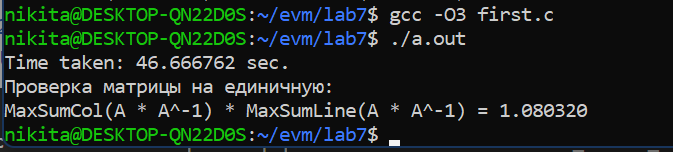 nikita@DESKTOP-QN22D0S:~/evm/lab7$ gcc -O3 first.c
nikita@DESKTOP-QN22D0S:~/evm/lab7$ ./a.out
Time taken: 46.666762 sec.
Проверка матрицы на единичную:
MaxSumCol(A * A^-1) * MaxSumLine(A * A^-1) = 1.080320
nikita@DESKTOP-QN22D0S:~/evm/lab7$